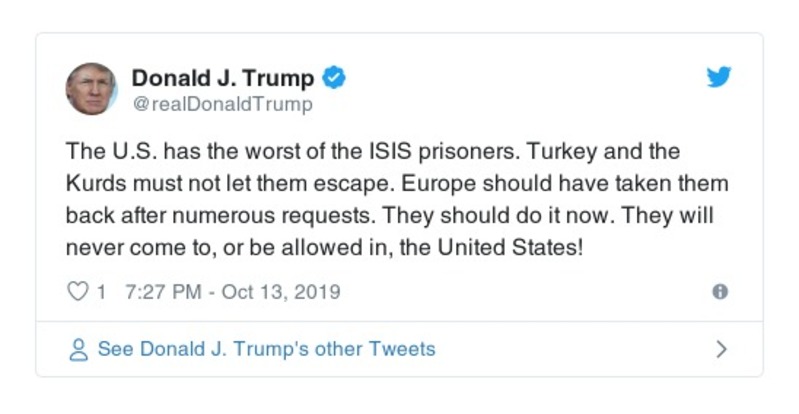 Donald J. Trump
@realDonaldTrump
The U.S. has the worst of the ISIS prisoners. Turkey and the
Kurds must not let them escape. Europe should have taken them
back after numerous requests. They should do it now. They will
never come to, or be allowed in, the United States!
1 7:27 PM - Oct 13, 2019
See Donald J. Trump's other Tweets